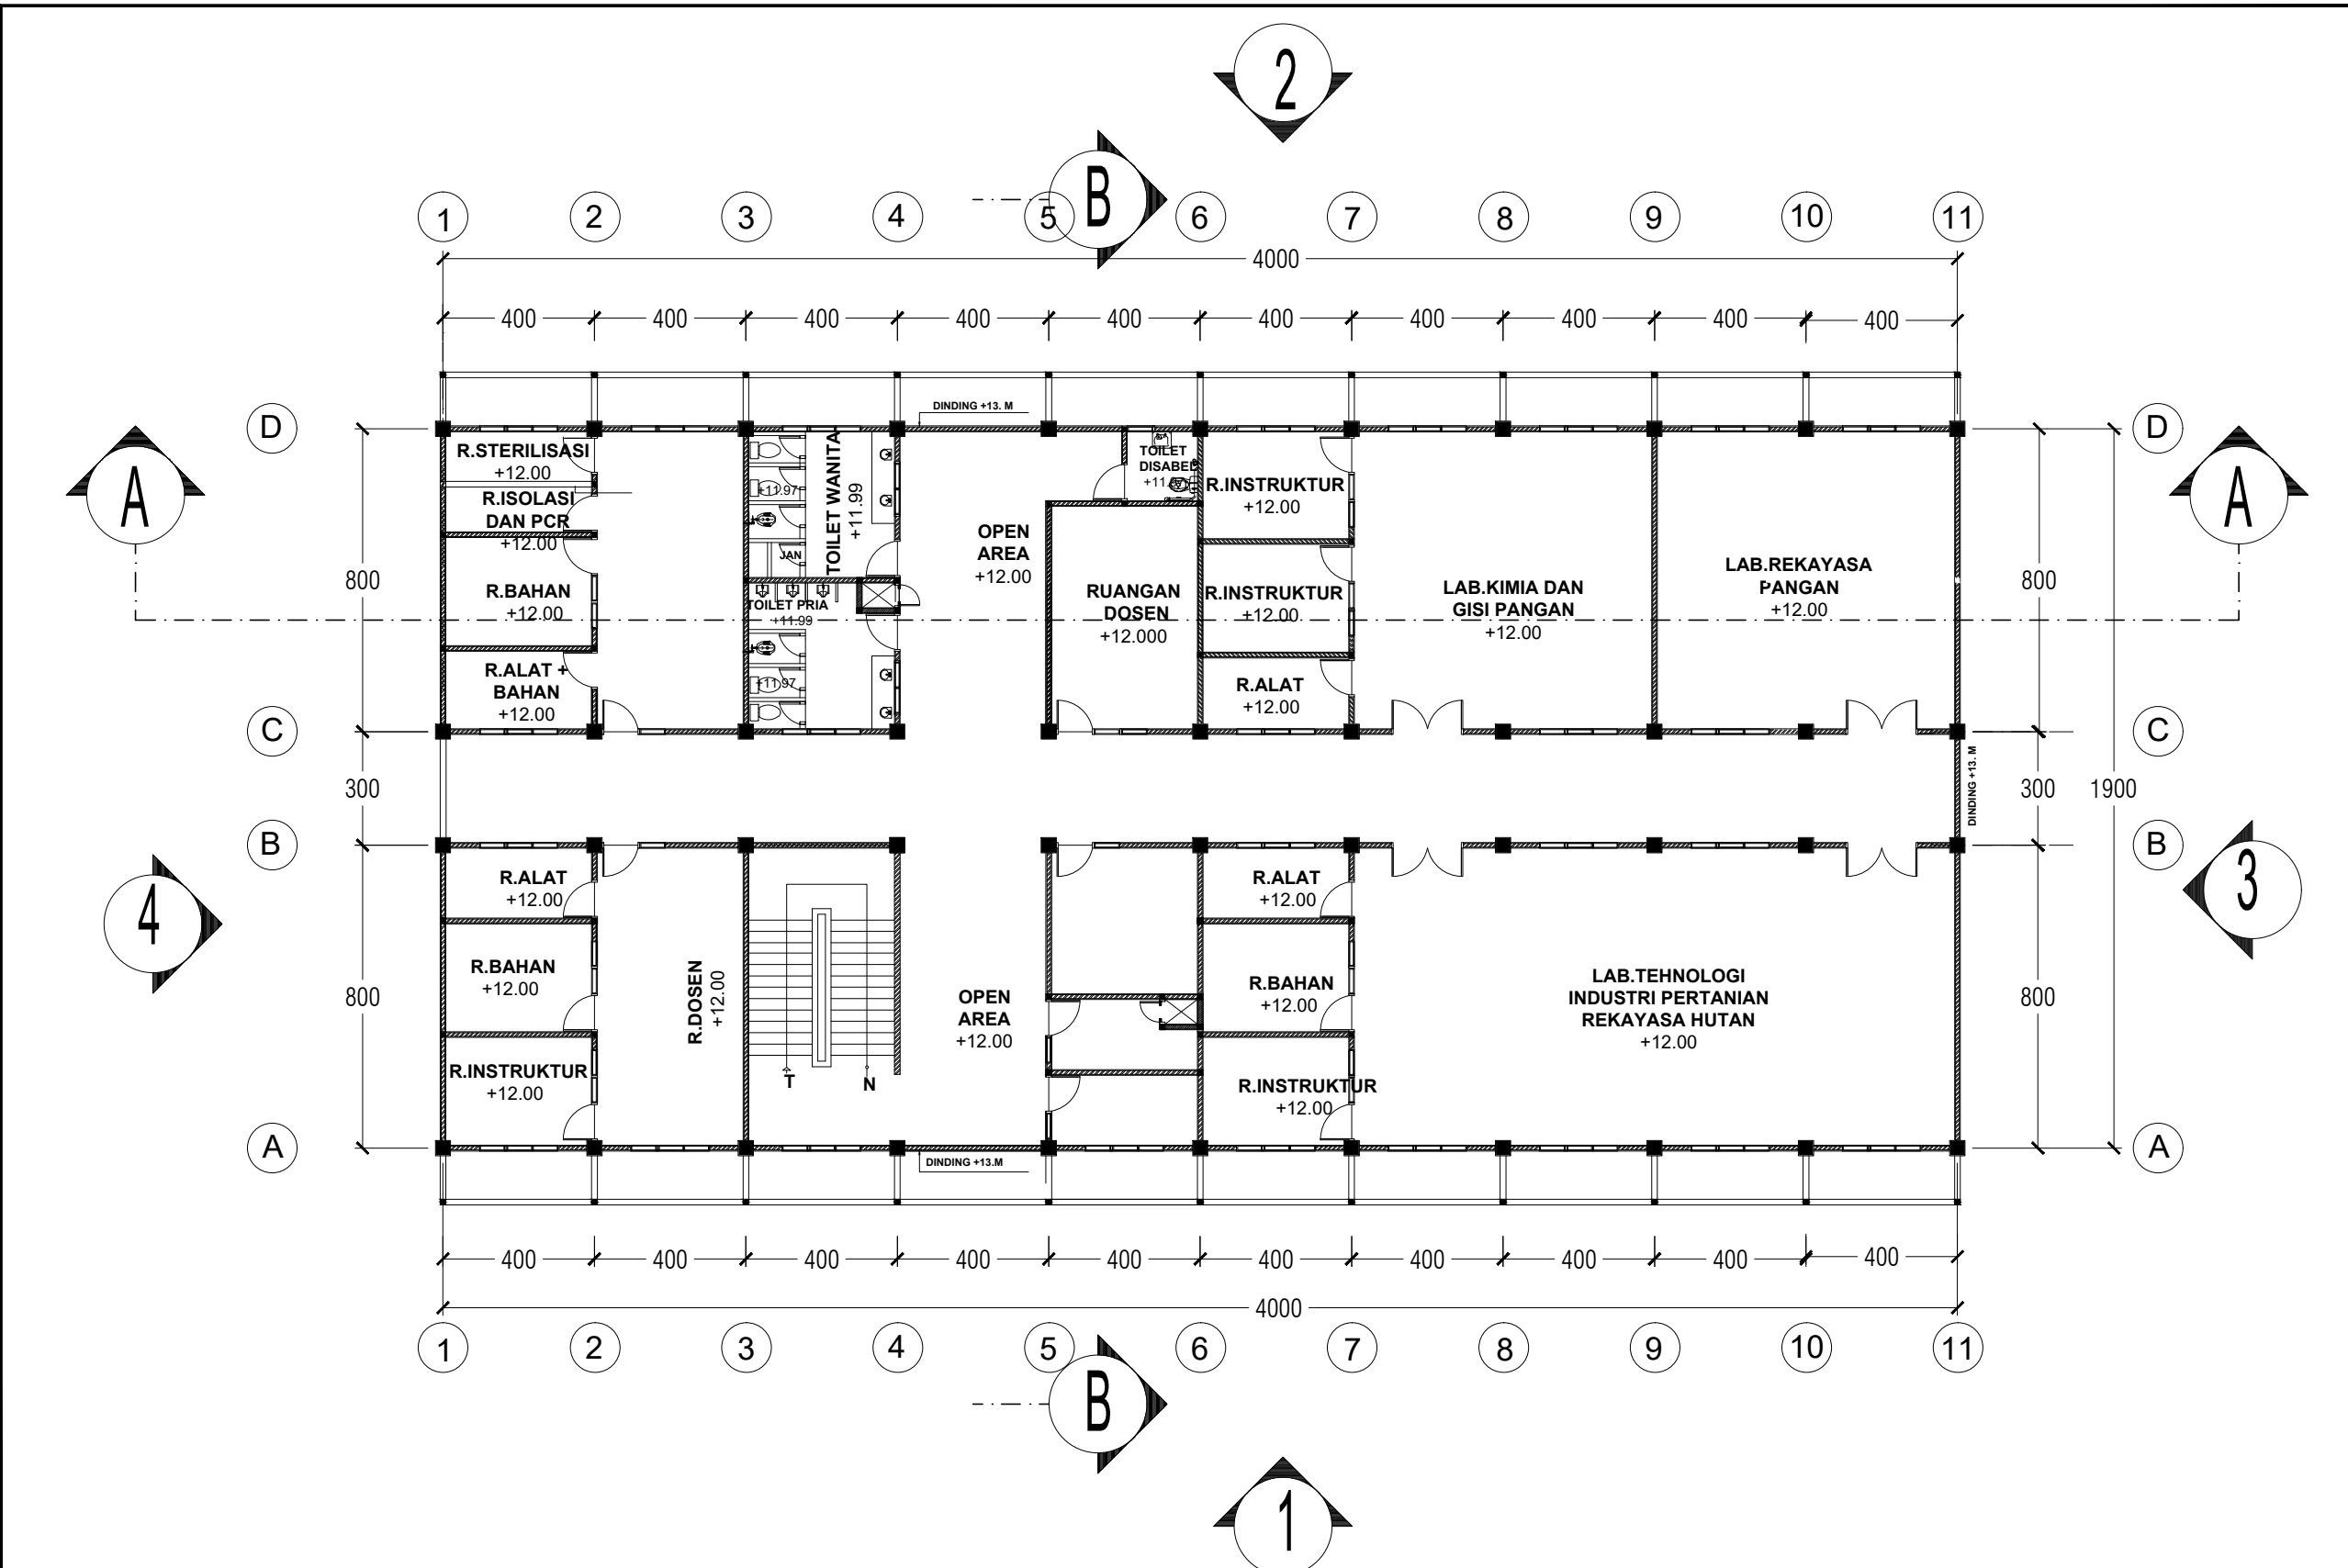 2
B
1 2 3 4 5 6 7 8 9 10 11
4000
400 400 400 400 400 400 400 400 400 400
DINDING +13. M
D
D
A
A
R.STERILISASI
+12.00
R.ISOLASI
DAN PCR
+12.00
R.BAHAN
+12.00
R.ALAT +
BAHAN
+12.00
+11.97
JAN
TOILET WANITA
+11.99
TOILET PRIA
+11.99
+11.97
OPEN
AREA
+12.00
TOILET
DISABEL
RUANGAN
DOSEN
+12.000
R.INSTRUKTUR
+12.00
R.INSTRUKTUR
+12.00
R.ALAT
+12.00
LAB.KIMIA DAN
GISI PANGAN
+12.00
LAB.REKAYASA
PANGAN
+12.00
800
800
C
C
300
DINDING +13. M
300
1900
B
B
4
3
R.ALAT
+12.00
R.BAHAN
+12.00
R.INSTRUKTUR
+12.00
R.DOSEN
+12.00
T
N
OPEN
AREA
+12.00
R.ALAT
+12.00
R.BAHAN
+12.00
R.INSTRUKTUR
+12.00
LAB.TEHNOLOGI
INDUSTRI PERTANIAN
REKAYASA HUTAN
+12.00
800
800
A
A
DINDING +13.M
400 400 400 400 400 400 400 400 400 400
4000
1 2 3 4 5 6 7 8 9 10 11
B
1